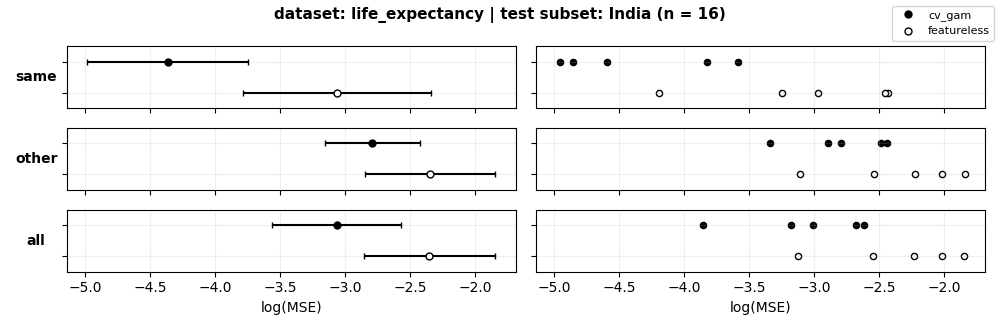 dataset: life_expectancy | test subset: India (n = 16)
cv_gam
featureless
same
other
all
−5.0 −4.5 −4.0 −3.5 −3.0 −2.5 −2.0
−5.0 −4.5 −4.0 −3.5 −3.0 −2.5 −2.0
log(MSE)
log(MSE)